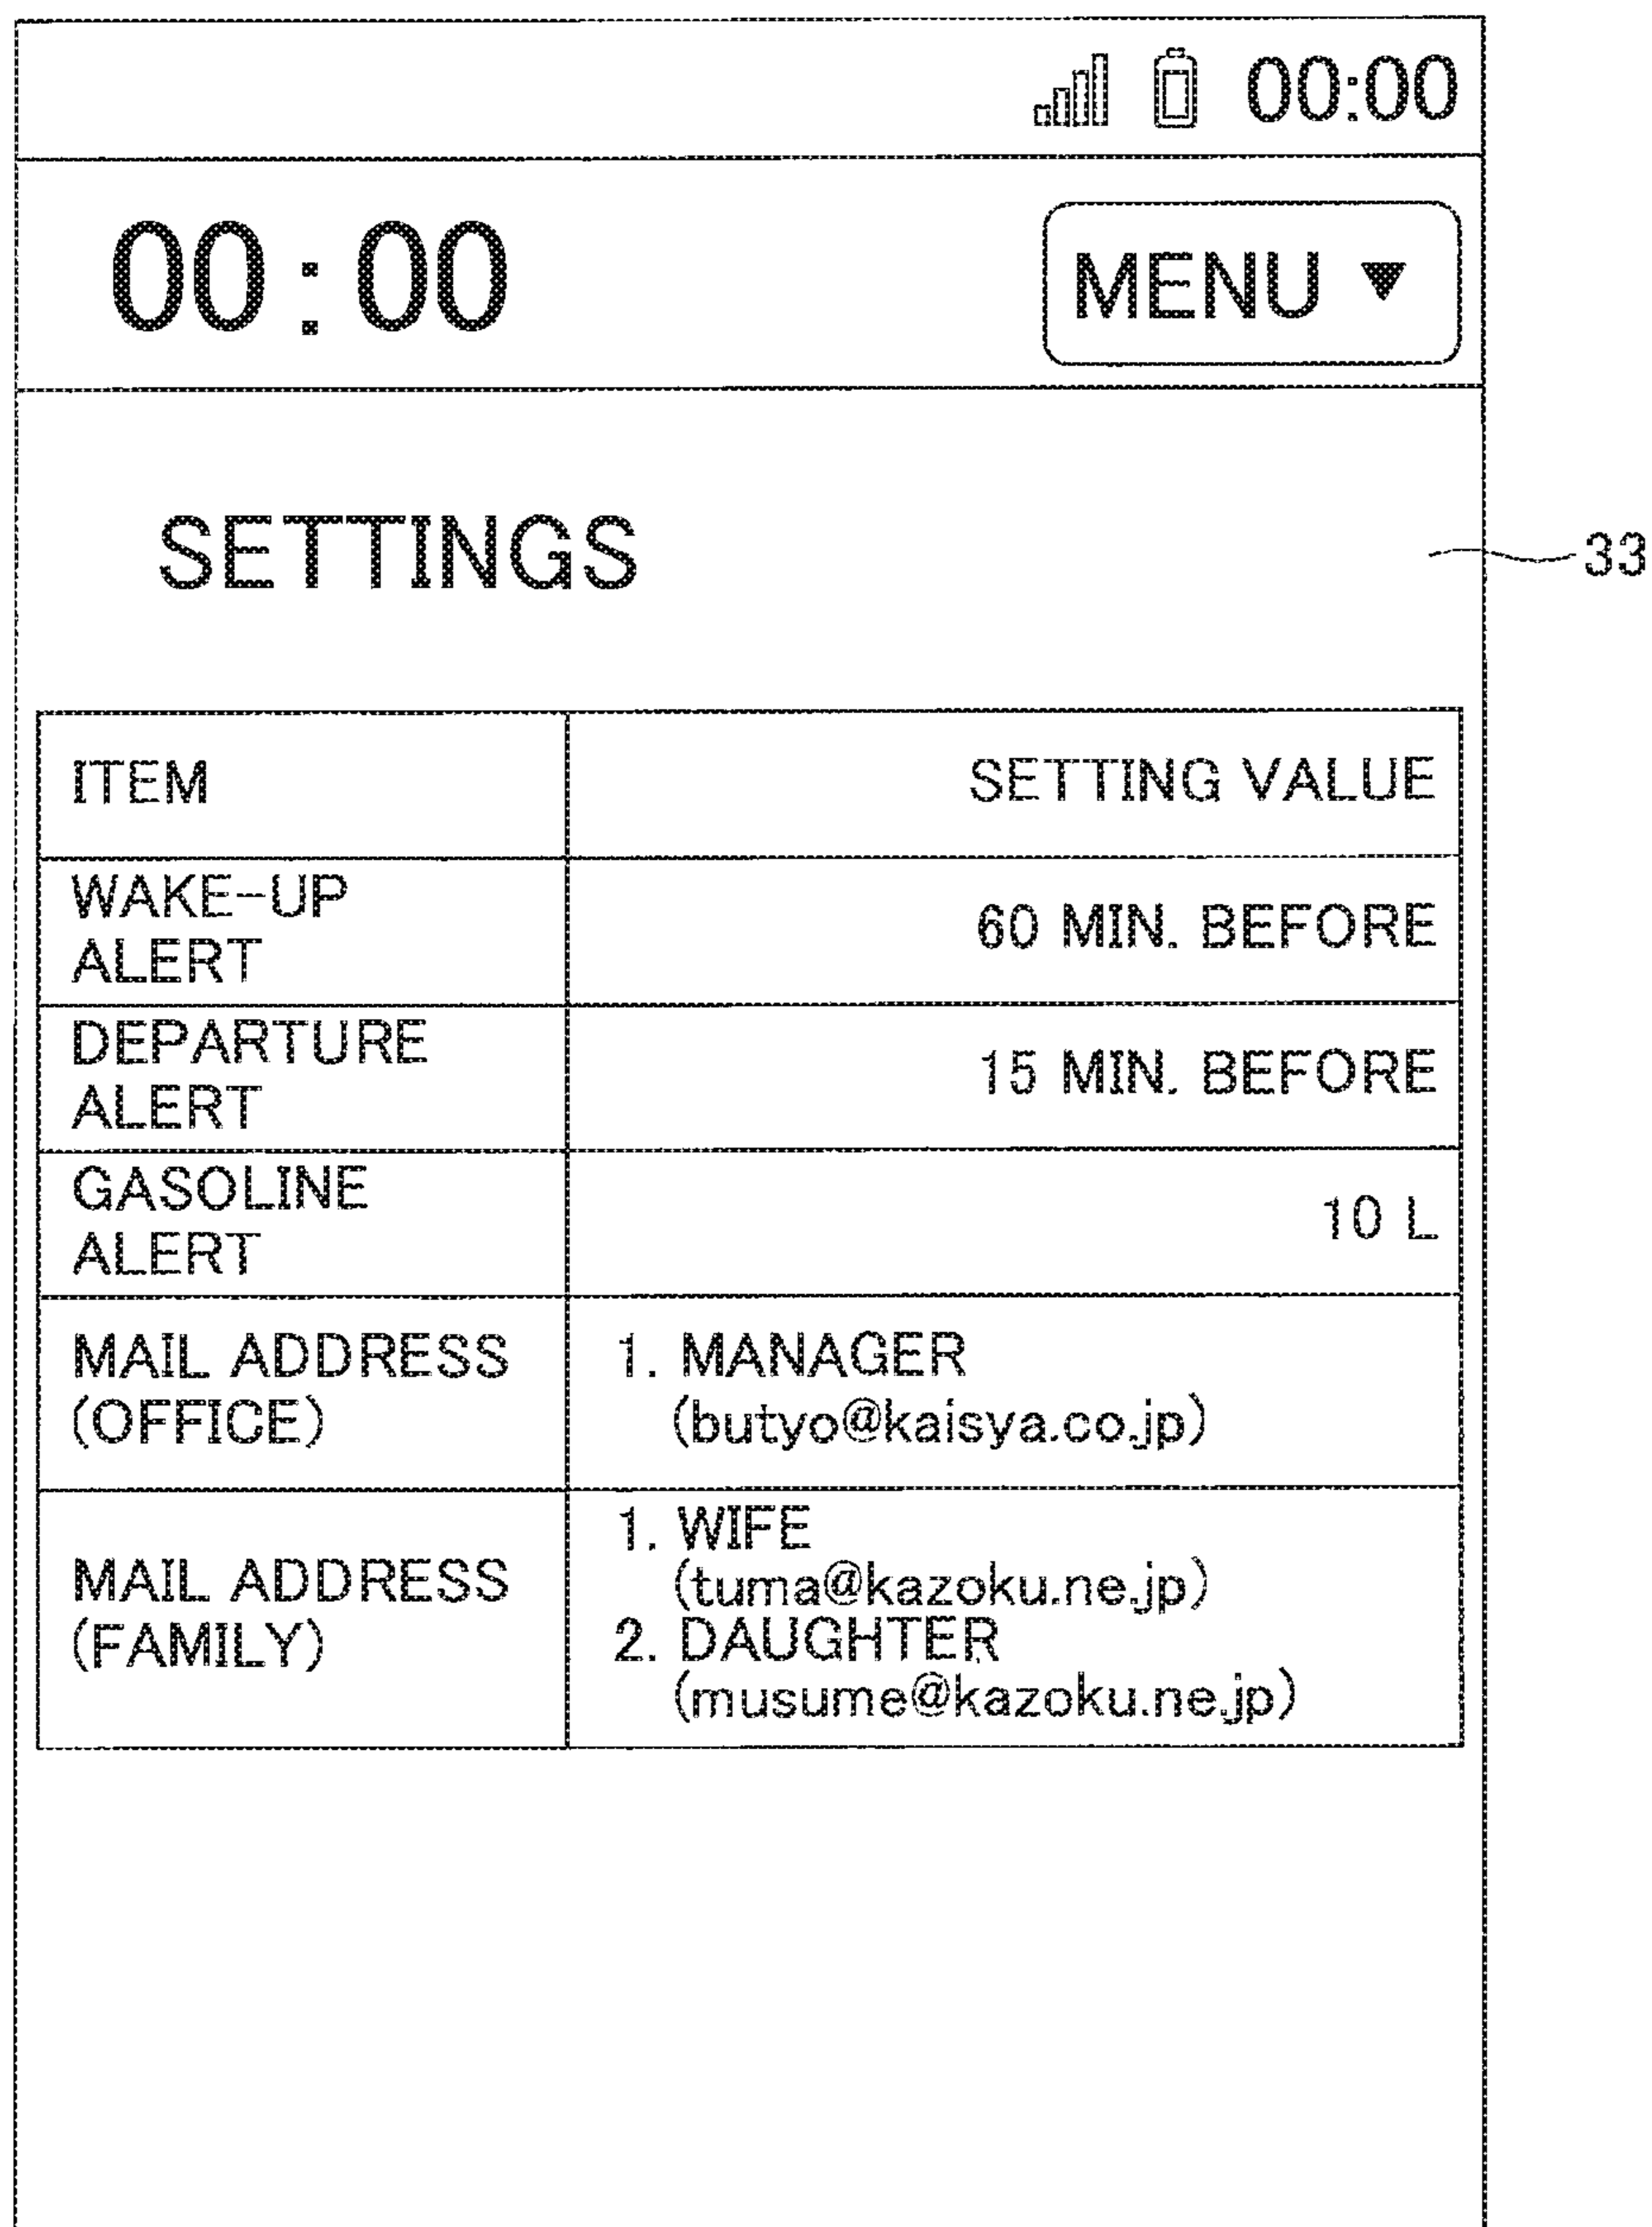 00:00
00:00
MENU ▼
SETTINGS
33
ITEM
SETTING VALUE
WAKE-UP
ALERT
60 MIN. BEFORE
DEPARTURE
ALERT
15 MIN. BEFORE
GASOLINE
ALERT
10 L
MAIL ADDRESS
(OFFICE)
1. MANAGER
(butyo@kaisya.co.jp)
MAIL ADDRESS
(FAMILY)
1. WIFE
(tuma@kazoku.ne.jp)
2. DAUGHTER
(musume@kazoku.ne.jp)